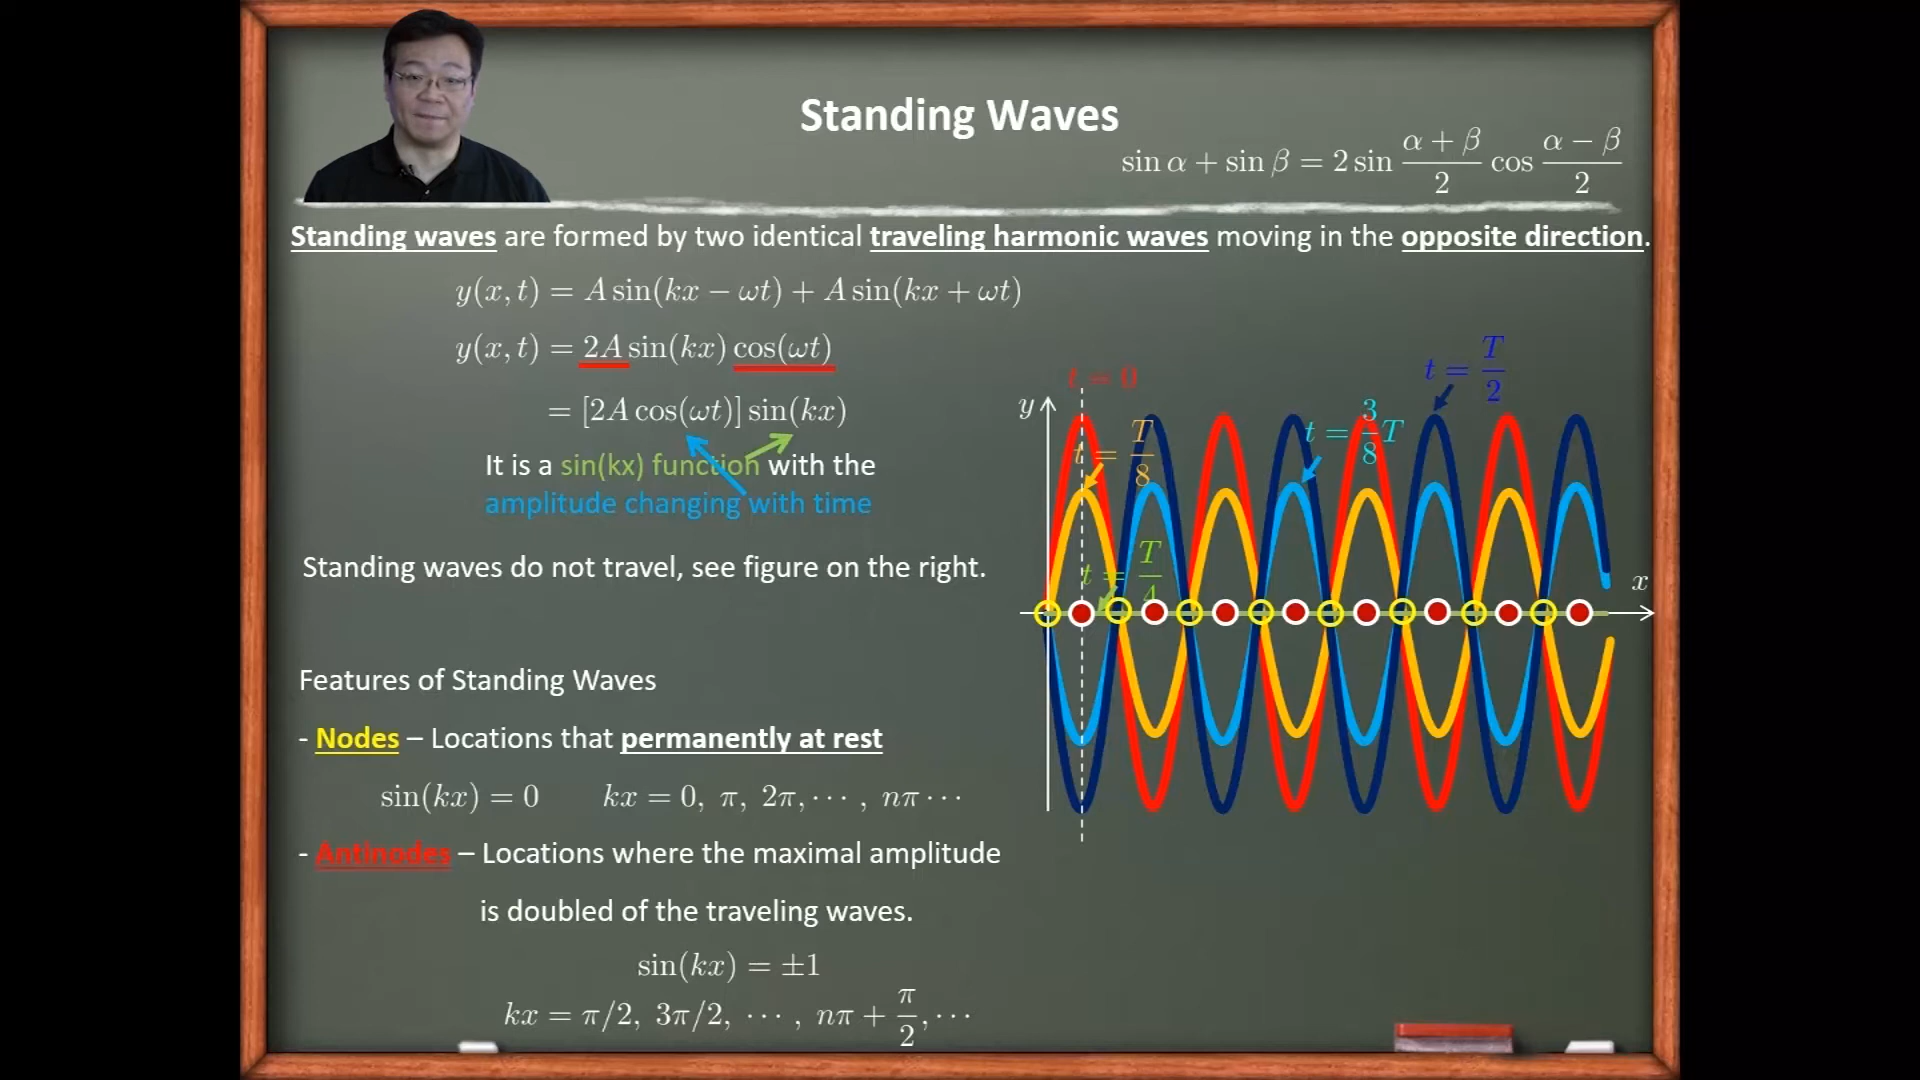 Standing Waves
sin α + sin β = 2 sin (α + β)/2 cos (α − β)/2
Standing waves are formed by two identical traveling harmonic waves moving in the opposite direction.
y(x, t) = A sin(kx − ωt) + A sin(kx + ωt)
y(x, t) = 2A sin(kx) cos(ωt)
= [2A cos(ωt)] sin(kx)
It is a sin(kx) function with the
amplitude changing with time
Standing waves do not travel, see figure on the right.
Features of Standing Waves
- Nodes – Locations that permanently at rest
sin(kx) = 0 kx = 0, π, 2π, ⋯ , nπ ⋯
- Antinodes – Locations where the maximal amplitude
is doubled of the traveling waves.
sin(kx) = ±1
kx = π/2, 3π/2, ⋯ , nπ + π/2, ⋯
y
t = 0
t = T/8
t = T/4
t = 3/8 T
t = T/2
x